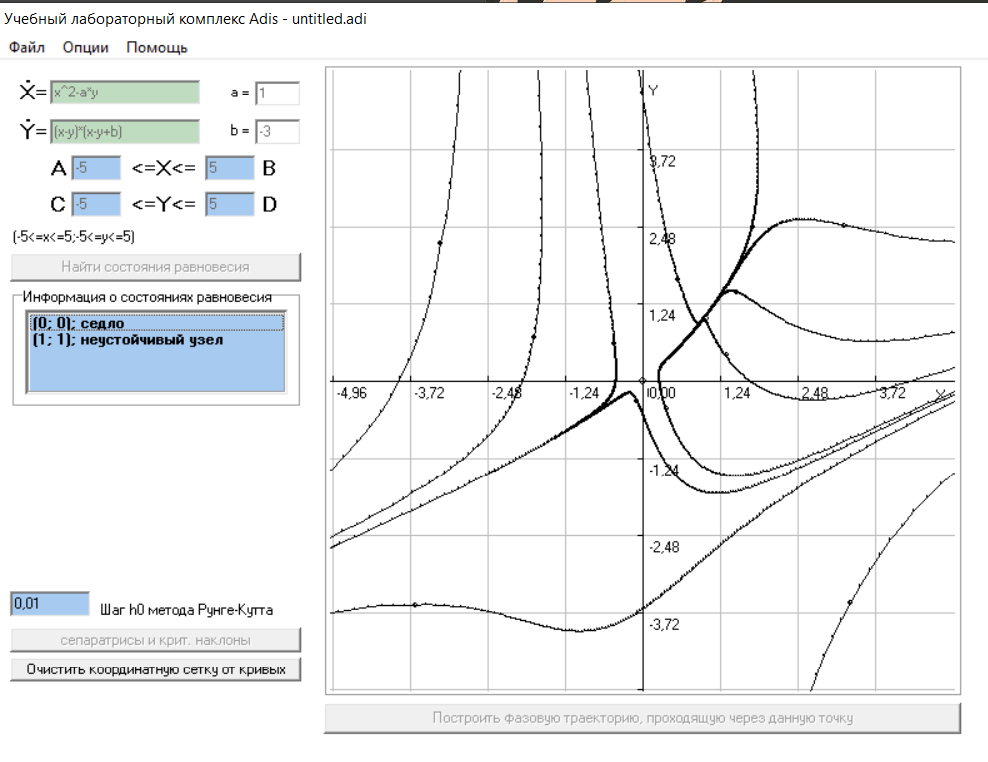 Учебный лабораторный комплекс Adis - untitled.adi
Файл Опции Помощь
Ẋ= x^2-a*y a = 1
Ẏ= (x-y)*(x-y+b) b = -3
A -5 <=X<= 5 B
C -5 <=Y<= 5 D
(-5<=x<=5;-5<=y<=5)
Найти состояния равновесия
Информация о состояниях равновесия
(0; 0); седло
(1; 1); неустойчивый узел
0,01 Шаг h0 метода Рунге-Кутта
сепаратрисы и крит. наклоны
Очистить координатную сетку от кривых
Y
3,72
2,48
1,24
-4,96 -3,72 -2,48 -1,24 0,00 1,24 2,48 3,72 X
-1,24
-2,48
-3,72
Построить фазовую траекторию, проходящую через данную точку